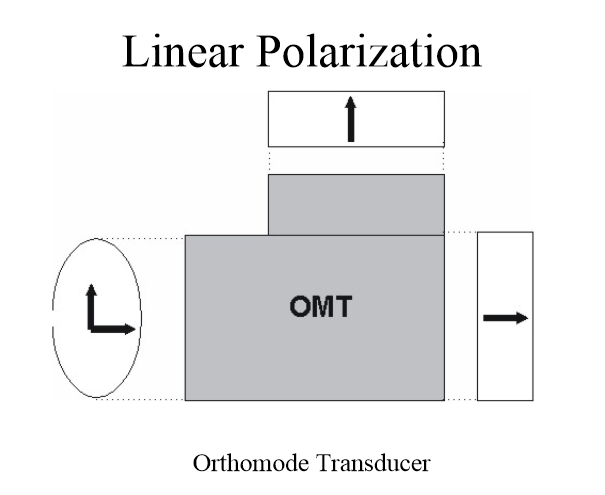 Linear Polarization
OMT
Orthomode Transducer